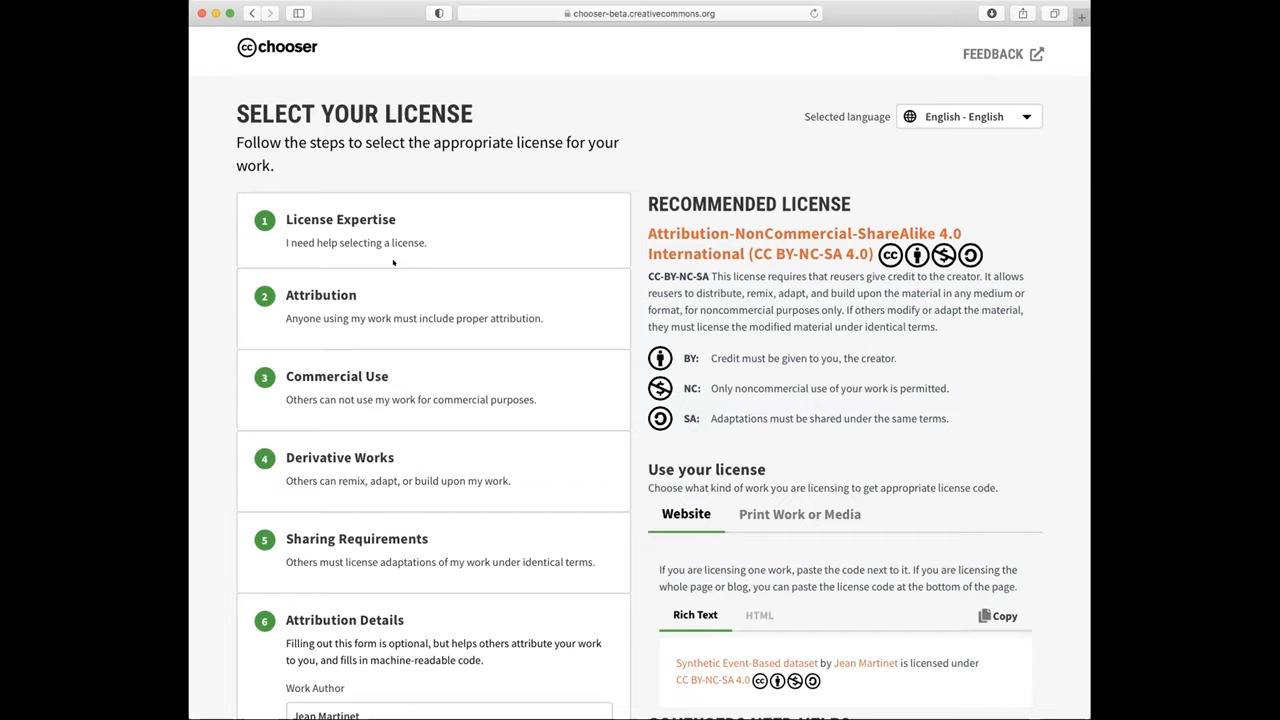 chooser-beta.creativecommons.org
cc chooser
FEEDBACK
SELECT YOUR LICENSE
Follow the steps to select the appropriate license for your
work.
Selected language
English - English
1
License Expertise
I need help selecting a license.
2
Attribution
Anyone using my work must include proper attribution.
3
Commercial Use
Others can not use my work for commercial purposes.
4
Derivative Works
Others can remix, adapt, or build upon my work.
5
Sharing Requirements
Others must license adaptations of my work under identical terms.
6
Attribution Details
Filling out this form is optional, but helps others attribute your work
to you, and fills in machine-readable code.
Work Author
Jean Martinet
RECOMMENDED LICENSE
Attribution-NonCommercial-ShareAlike 4.0
International (CC BY-NC-SA 4.0) cc
CC-BY-NC-SA This license requires that reusers give credit to the creator. It allows
reusers to distribute, remix, adapt, and build upon the material in any medium or
format, for noncommercial purposes only. If others modify or adapt the material,
they must license the modified material under identical terms.
BY: Credit must be given to you, the creator.
NC: Only noncommercial use of your work is permitted.
SA: Adaptations must be shared under the same terms.
Use your license
Choose what kind of work you are licensing to get appropriate license code.
Website
Print Work or Media
If you are licensing one work, paste the code next to it. If you are licensing the
whole page or blog, you can paste the license code at the bottom of the page.
Rich Text
HTML
Copy
Synthetic Event-Based dataset by Jean Martinet is licensed under
CC BY-NC-SA 4.0 cc